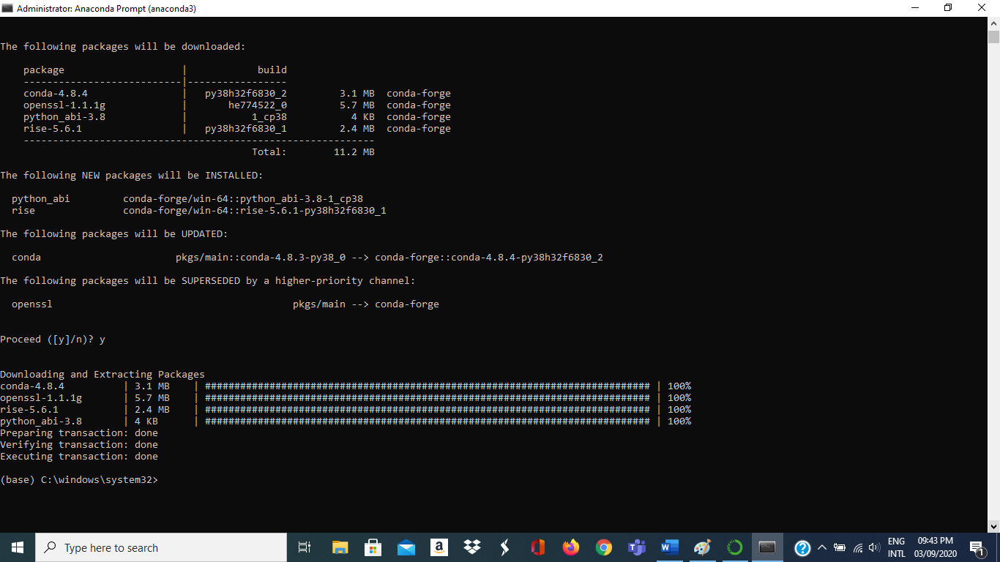 Administrator: Anaconda Prompt (anaconda3)
The following packages will be downloaded:
package | build
---------------------------|-----------------
conda-4.8.4 | py38h32f6830_2 3.1 MB conda-forge
openssl-1.1.1g | he774522_0 5.7 MB conda-forge
python_abi-3.8 | 1_cp38 4 KB conda-forge
rise-5.6.1 | py38h32f6830_1 2.4 MB conda-forge
------------------------------------------------------------
Total: 11.2 MB
The following NEW packages will be INSTALLED:
python_abi conda-forge/win-64::python_abi-3.8-1_cp38
rise conda-forge/win-64::rise-5.6.1-py38h32f6830_1
The following packages will be UPDATED:
conda pkgs/main::conda-4.8.3-py38_0 --> conda-forge::conda-4.8.4-py38h32f6830_2
The following packages will be SUPERSEDED by a higher-priority channel:
openssl pkgs/main --> conda-forge
Proceed ([y]/n)? y
Downloading and Extracting Packages
conda-4.8.4 | 3.1 MB | ############################################################################ | 100%
openssl-1.1.1g | 5.7 MB | ############################################################################ | 100%
rise-5.6.1 | 2.4 MB | ############################################################################ | 100%
python_abi-3.8 | 4 KB | ############################################################################ | 100%
Preparing transaction: done
Verifying transaction: done
Executing transaction: done
(base) C:\windows\system32>
Type here to search
ENG 09:43 PM
INTL 03/09/2020
1